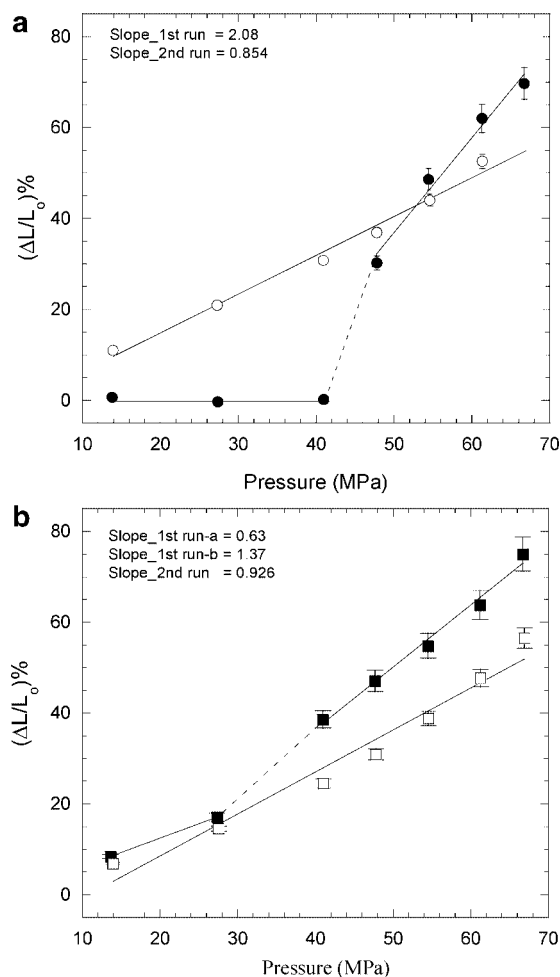 a
Slope_1st run = 2.08
Slope_2nd run = 0.854
80
60
40
20
0
(ΔL/Lo)%
10 20 30 40 50 60 70
Pressure (MPa)
b
Slope_1st run-a = 0.63
Slope_1st run-b = 1.37
Slope_2nd run = 0.926
80
60
40
20
0
(ΔL/Lo)%
10 20 30 40 50 60 70
Pressure (MPa)